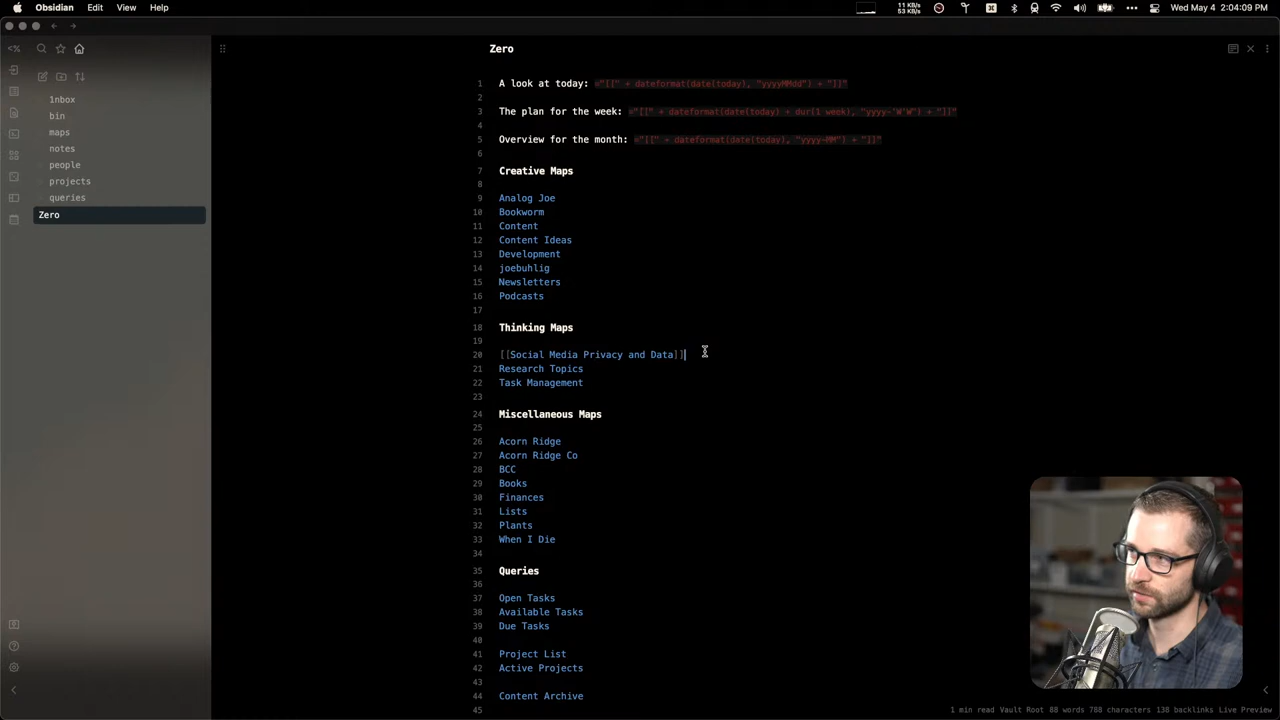 Obsidian Edit View Help
11 KB/s
53 KB/s
Wed May 4 2:04:09 PM
Zero
1nbox
bin
maps
notes
people
projects
queries
Zero
1 A look at today: ="[[" + dateformat(date(today), "yyyyMMdd") + "]]"
2
3 The plan for the week: ="[[" + dateformat(date(today) + dur(1 week), "yyyy-'W'W") + "]]"
4
5 Overview for the month: ="[[" + dateformat(date(today), "yyyy-MM") + "]]"
6
7 Creative Maps
8
9 Analog Joe
10 Bookworm
11 Content
12 Content Ideas
13 Development
14 joebuhlig
15 Newsletters
16 Podcasts
17
18 Thinking Maps
19
20 [[Social Media Privacy and Data]]
21 Research Topics
22 Task Management
23
24 Miscellaneous Maps
25
26 Acorn Ridge
27 Acorn Ridge Co
28 BCC
29 Books
30 Finances
31 Lists
32 Plants
33 When I Die
34
35 Queries
36
37 Open Tasks
38 Available Tasks
39 Due Tasks
40
41 Project List
42 Active Projects
43
44 Content Archive
45
1 min read Vault Root 88 words 788 characters 138 backlinks Live Preview